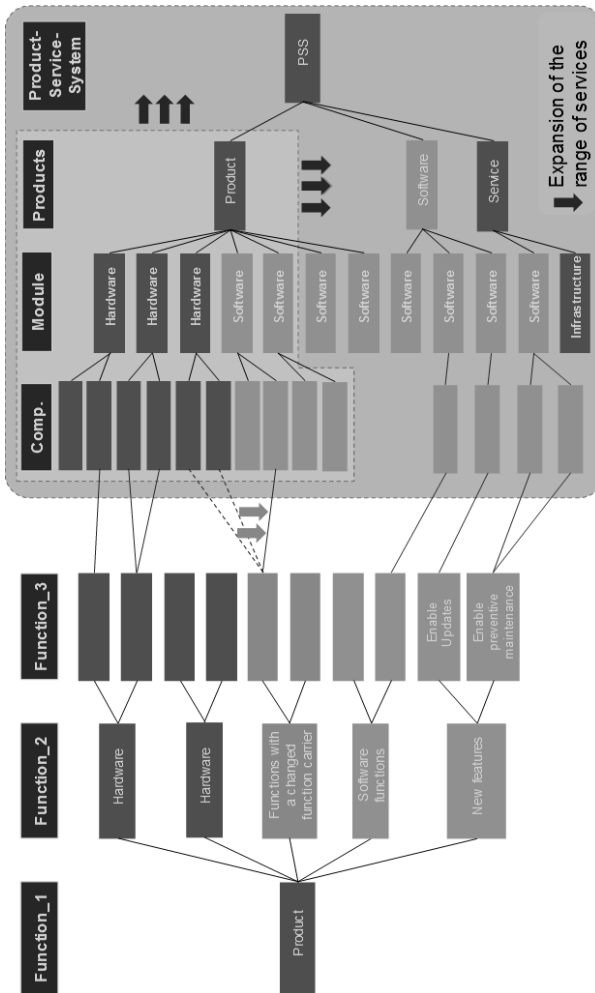 Function_1
Function_2
Function_3
Comp.
Module
Products
Product-
Service-
System
Product
Hardware
Hardware
Functions with
a changed
function carrier
Software
functions
New features
Enable
Updates
Enable
preventive
maintenance
Hardware
Hardware
Hardware
Software
Software
Software
Software
Software
Software
Software
Software
Infrastructure
Product
Software
Service
PSS
Expansion of the
range of services